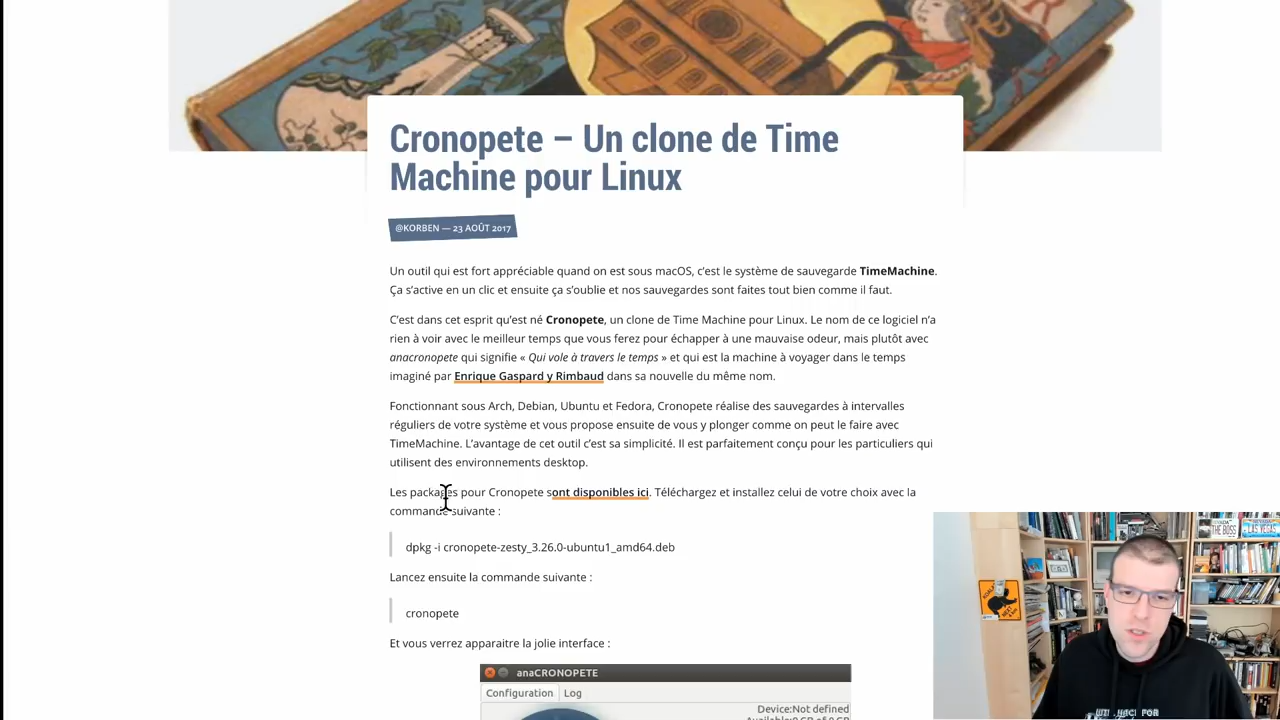 Cronopete – Un clone de Time
Machine pour Linux
@KORBEN — 23 AOÛT 2017
Un outil qui est fort appréciable quand on est sous macOS, c’est le système de sauvegarde TimeMachine.
Ça s’active en un clic et ensuite ça s’oublie et nos sauvegardes sont faites tout bien comme il faut.
C’est dans cet esprit qu’est né Cronopete, un clone de Time Machine pour Linux. Le nom de ce logiciel n’a
rien à voir avec le meilleur temps que vous ferez pour échapper à une mauvaise odeur, mais plutôt avec
anacronopete qui signifie « Qui vole à travers le temps » et qui est la machine à voyager dans le temps
imaginé par Enrique Gaspard y Rimbaud dans sa nouvelle du même nom.
Fonctionnant sous Arch, Debian, Ubuntu et Fedora, Cronopete réalise des sauvegardes à intervalles
réguliers de votre système et vous propose ensuite de vous y plonger comme on peut le faire avec
TimeMachine. L’avantage de cet outil c’est sa simplicité. Il est parfaitement conçu pour les particuliers qui
utilisent des environnements desktop.
Les packages pour Cronopete sont disponibles ici. Téléchargez et installez celui de votre choix avec la
commande suivante :
dpkg -i cronopete-zesty_3.26.0-ubuntu1_amd64.deb
Lancez ensuite la commande suivante :
cronopete
Et vous verrez apparaitre la jolie interface :
anaCRONOPETE
Configuration Log
Device:Not defined
THE BOSS
LAS VEGAS